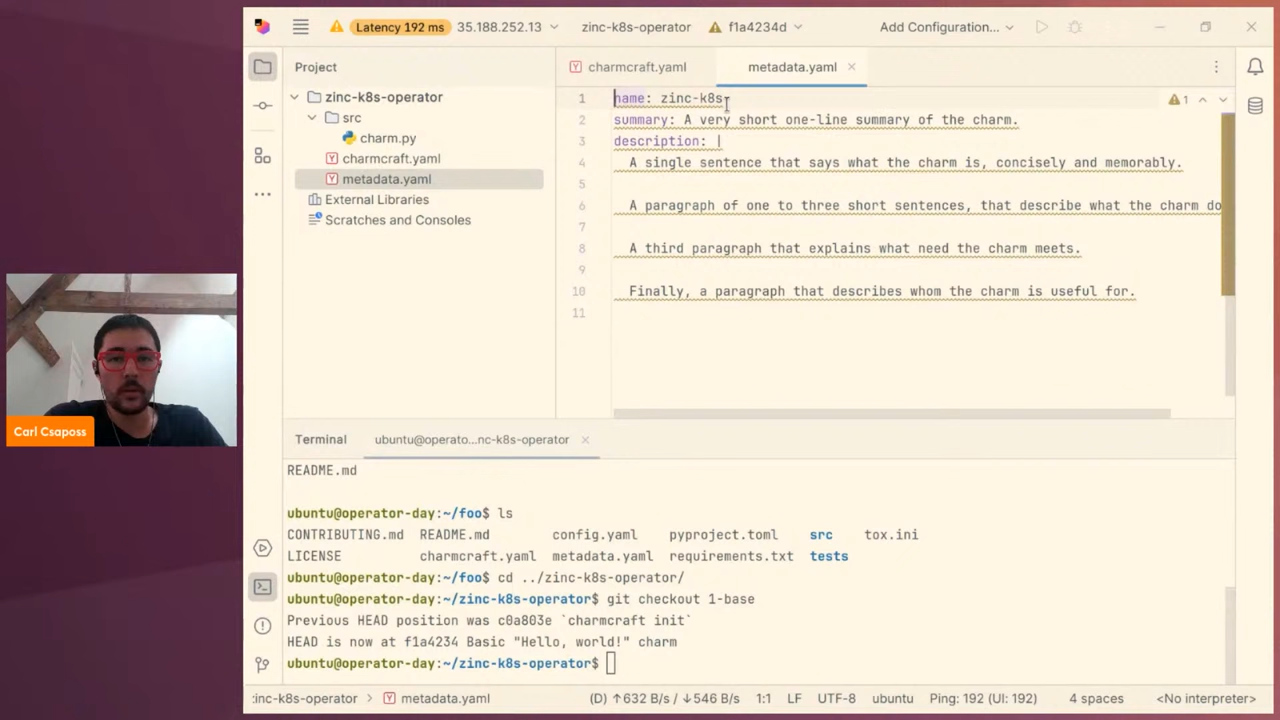 Latency 192 ms 35.188.252.13 zinc-k8s-operator f1a4234d Add Configuration...
Project
zinc-k8s-operator
src
charm.py
charmcraft.yaml
metadata.yaml
External Libraries
Scratches and Consoles
charmcraft.yaml metadata.yaml
1 name: zinc-k8s
1
2 summary: A very short one-line summary of the charm.
3 description: |
4 A single sentence that says what the charm is, concisely and memorably.
5
6 A paragraph of one to three short sentences, that describe what the charm do
7
8 A third paragraph that explains what need the charm meets.
9
10 Finally, a paragraph that describes whom the charm is useful for.
11
Carl Csaposs
Terminal ubuntu@operato...nc-k8s-operator
README.md
ubuntu@operator-day:~/foo$ ls
CONTRIBUTING.md README.md config.yaml pyproject.toml src tox.ini
LICENSE charmcraft.yaml metadata.yaml requirements.txt tests
ubuntu@operator-day:~/foo$ cd ../zinc-k8s-operator/
ubuntu@operator-day:~/zinc-k8s-operator$ git checkout 1-base
Previous HEAD position was c0a803e `charmcraft init`
HEAD is now at f1a4234 Basic "Hello, world!" charm
ubuntu@operator-day:~/zinc-k8s-operator$
zinc-k8s-operator > metadata.yaml (D) ↑632 B/s / ↓546 B/s 1:1 LF UTF-8 ubuntu Ping: 192 (UI: 192) 4 spaces <No interpreter>